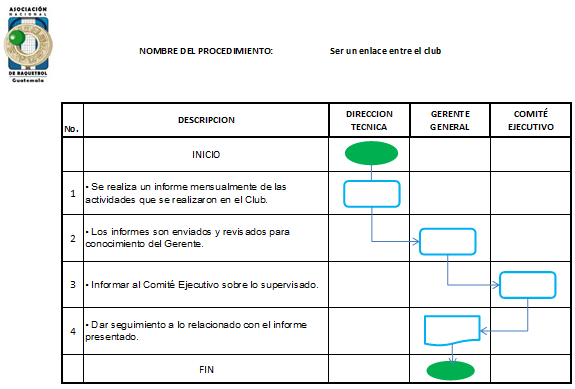 ASOCIACIÓN
NACIONAL
DE RAQUETBOL
Guatemala
NOMBRE DEL PROCEDIMIENTO: Ser un enlace entre el club
No. DESCRIPCION DIRECCION TECNICA GERENTE GENERAL COMITÉ EJECUTIVO
INICIO
1 • Se realiza un informe mensualmente de las
actividades que se realizaron en el Club.
2 • Los informes son enviados y revisados para
conocimiento del Gerente.
3 • Informar al Comité Ejecutivo sobre lo supervisado.
4 • Dar seguimiento a lo relacionado con el informe
presentado.
FIN